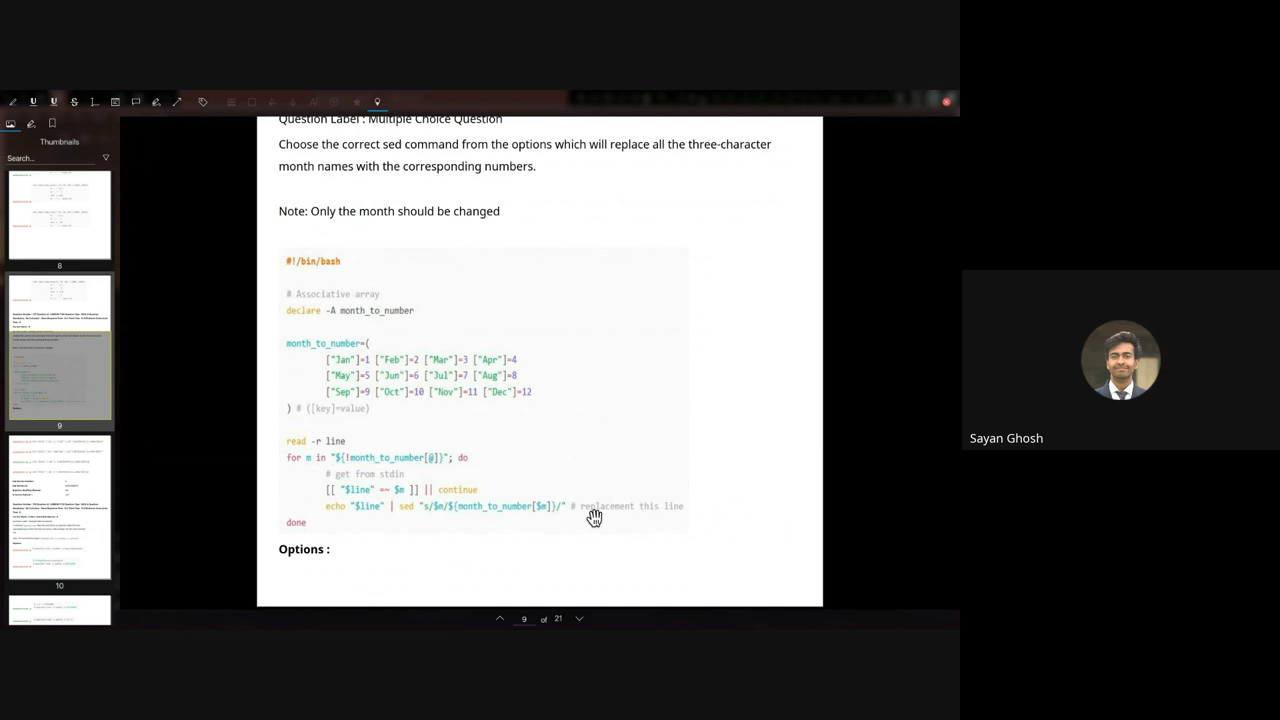 Thumbnails
Search...
8
9
10
Question Label : Multiple Choice Question
Choose the correct sed command from the options which will replace all the three-character
month names with the corresponding numbers.
Note: Only the month should be changed
#!/bin/bash
# Associative array
declare -A month_to_number
month_to_number=(
["Jan"]=1 ["Feb"]=2 ["Mar"]=3 ["Apr"]=4
["May"]=5 ["Jun"]=6 ["Jul"]=7 ["Aug"]=8
["Sep"]=9 ["Oct"]=10 ["Nov"]=11 ["Dec"]=12
) # ([key]=value)
read -r line
for m in "${!month_to_number[@]}"; do
# get from stdin
[[ "$line" =~ $m ]] || continue
echo "$line" | sed "s/$m/${month_to_number[$m]}/" # replacement this line
done
Options :
9 of 21
Sayan Ghosh